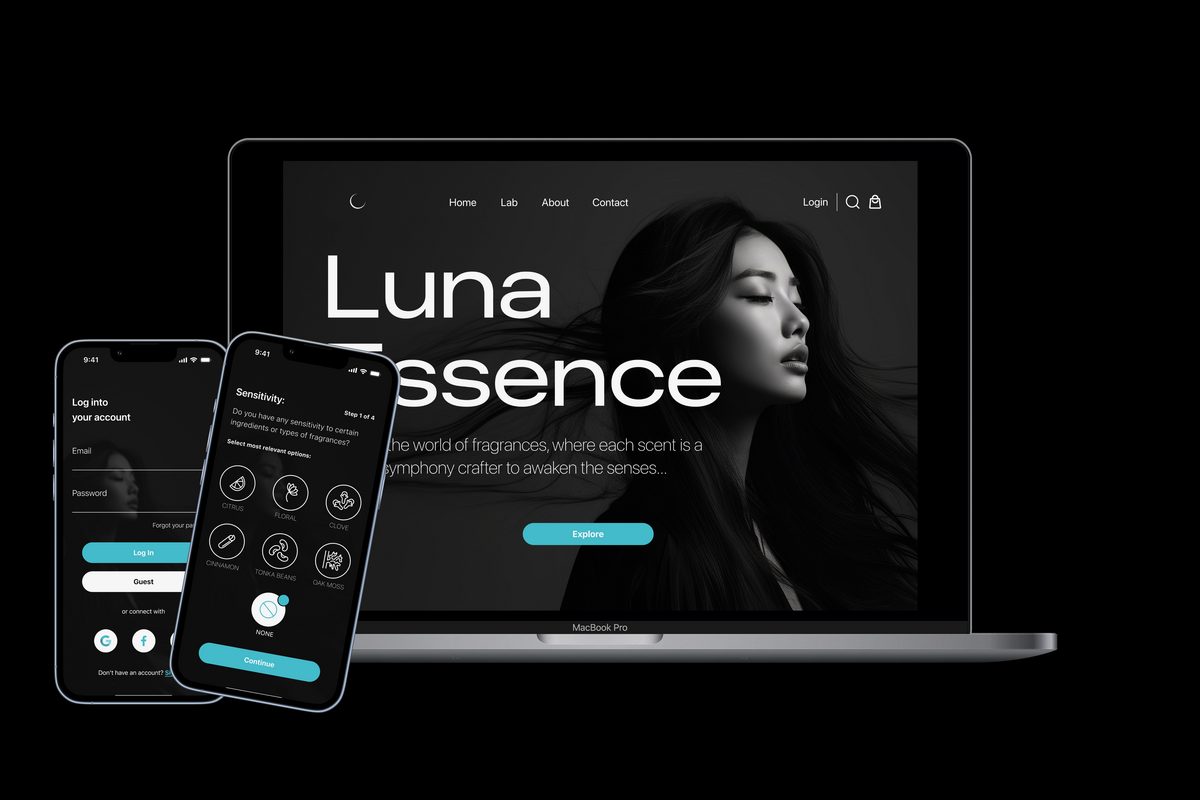 Home Lab About Contact Login
Luna
ssence
the world of fragrances, where each scent is a
symphony crafter to awaken the senses...
Explore
MacBook Pro
9:41
Log into
your account
Email
Password
Forgot your pa
Log In
Guest
or connect with
G f
Don't have an account? S
9:41
Sensitivity:
Step 1 of 4
Do you have any sensitivity to certain
ingredients or types of fragrances?
Select most relevant options:
CITRUS FLORAL CLOVE
CINNAMON TONKA BEANS OAK MOSS
NONE
Continue